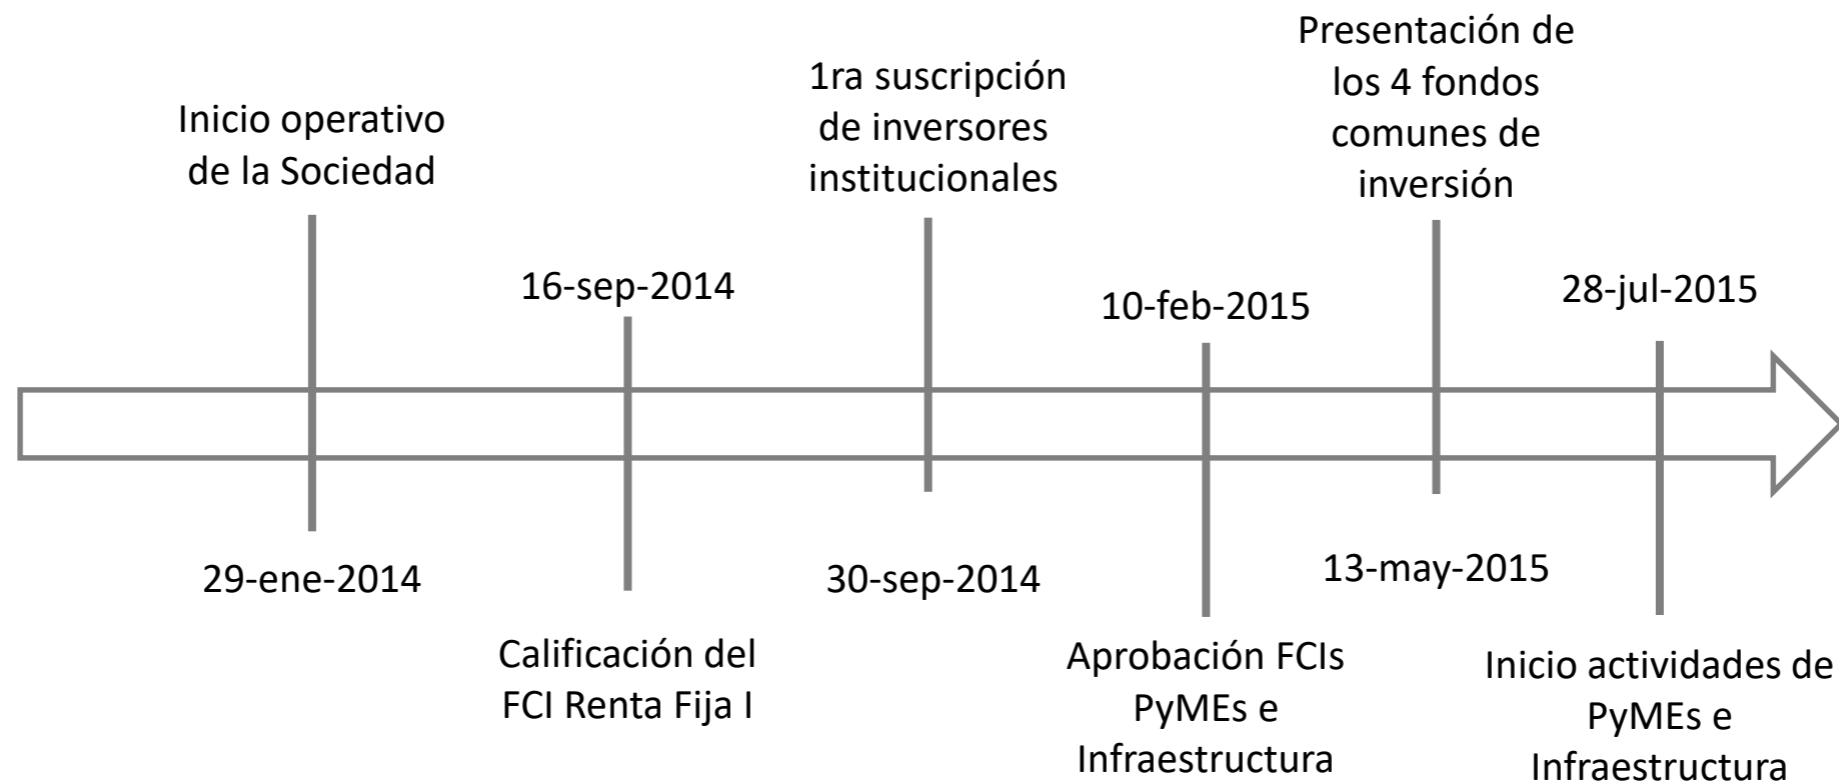 Inicio operativo
de la Sociedad
29-ene-2014
16-sep-2014
Calificación del
FCI Renta Fija I
1ra suscripción
de inversores
institucionales
30-sep-2014
10-feb-2015
Aprobación FCIs
PyMEs e
Infraestructura
Presentación de
los 4 fondos
comunes de
inversión
13-may-2015
28-jul-2015
Inicio actividades de
PyMEs e
Infraestructura